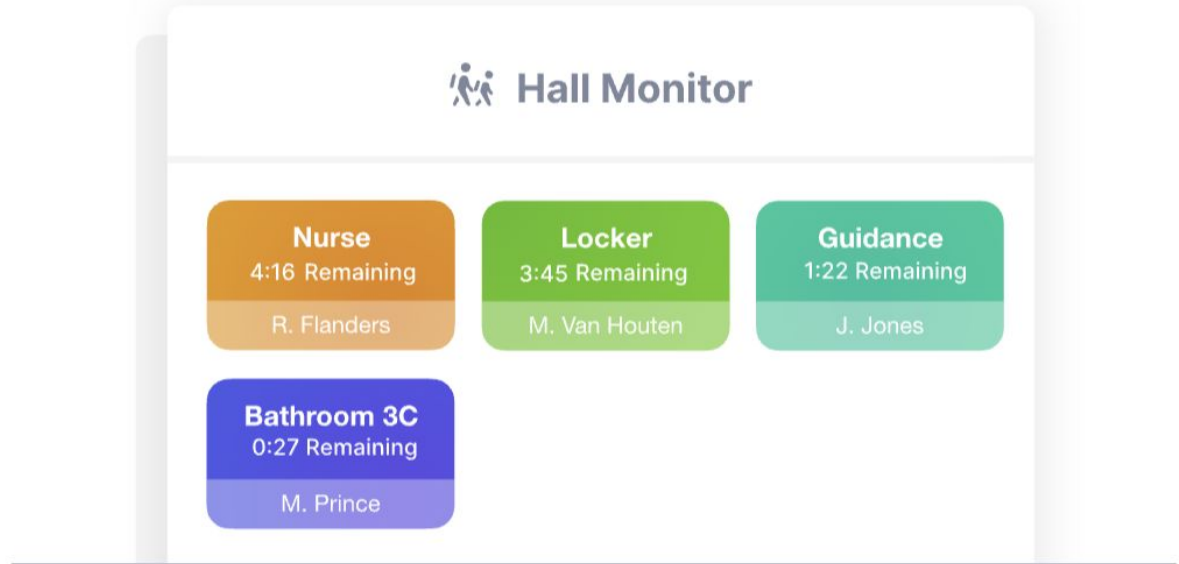 Hall Monitor
Nurse
4:16 Remaining
R. Flanders
Locker
3:45 Remaining
M. Van Houten
Guidance
1:22 Remaining
J. Jones
Bathroom 3C
0:27 Remaining
M. Prince